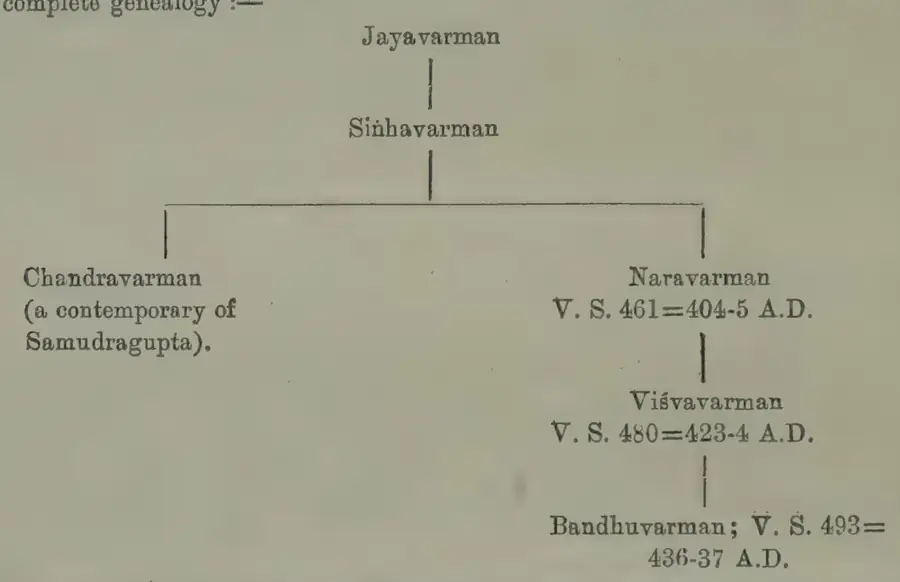 complete genealogy :—
Jayavarman
Siṅhavarman
Chandravarman
(a contemporary of
Samudragupta).
Naravarman
V. S. 461=404-5 A.D.
Viśvavarman
V. S. 480=423-4 A.D.
Bandhuvarman; V. S. 493=
436-37 A.D.